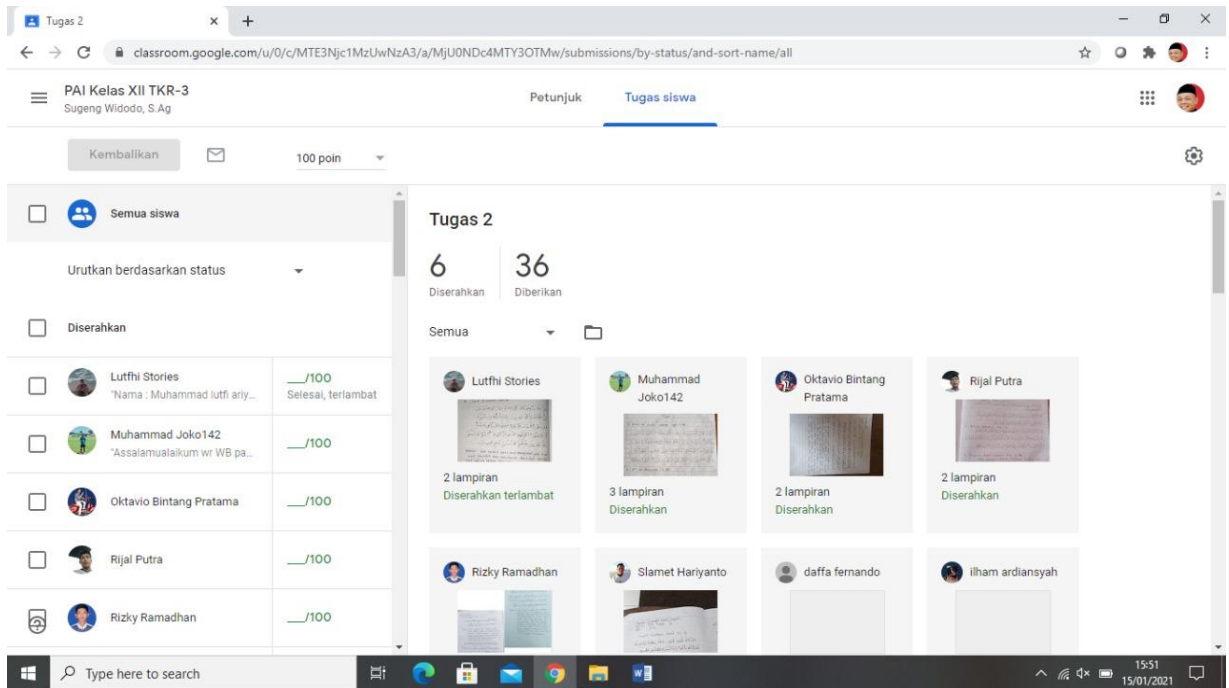 Tugas 2
classroom.google.com/u/0/c/MTE3Njc1MzUwNzA3/a/MjU0NDc4MTY3OTMw/submissions/by-status/and-sort-name/all
PAI Kelas XII TKR-3
Sugeng Widodo, S.Ag
Petunjuk
Tugas siswa
Kembalikan
100 poin
Semua siswa
Urutkan berdasarkan status
Diserahkan
Lutfhi Stories
"Nama : Muhammad lutfi ariy...
___/100
Selesai, terlambat
Muhammad Joko142
"Assalamualaikum wr WB pa...
___/100
Oktavio Bintang Pratama
___/100
Rijal Putra
___/100
Rizky Ramadhan
___/100
Tugas 2
6
Diserahkan
36
Diberikan
Semua
Lutfhi Stories
2 lampiran
Diserahkan terlambat
Muhammad
Joko142
3 lampiran
Diserahkan
Oktavio Bintang
Pratama
2 lampiran
Diserahkan
Rijal Putra
2 lampiran
Diserahkan
Rizky Ramadhan
Slamet Hariyanto
daffa fernando
ilham ardiansyah
Type here to search
15:51
15/01/2021